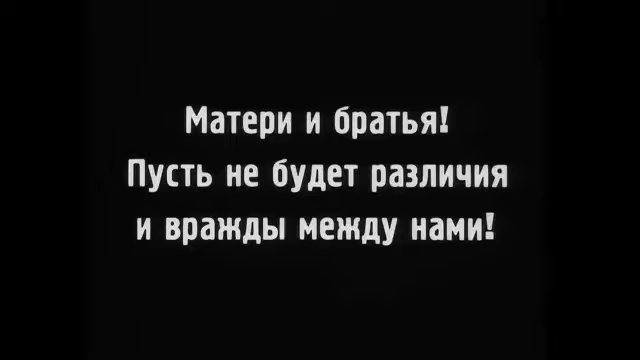 Матери и братья!
Пусть не будет различия
и вражды между нами!